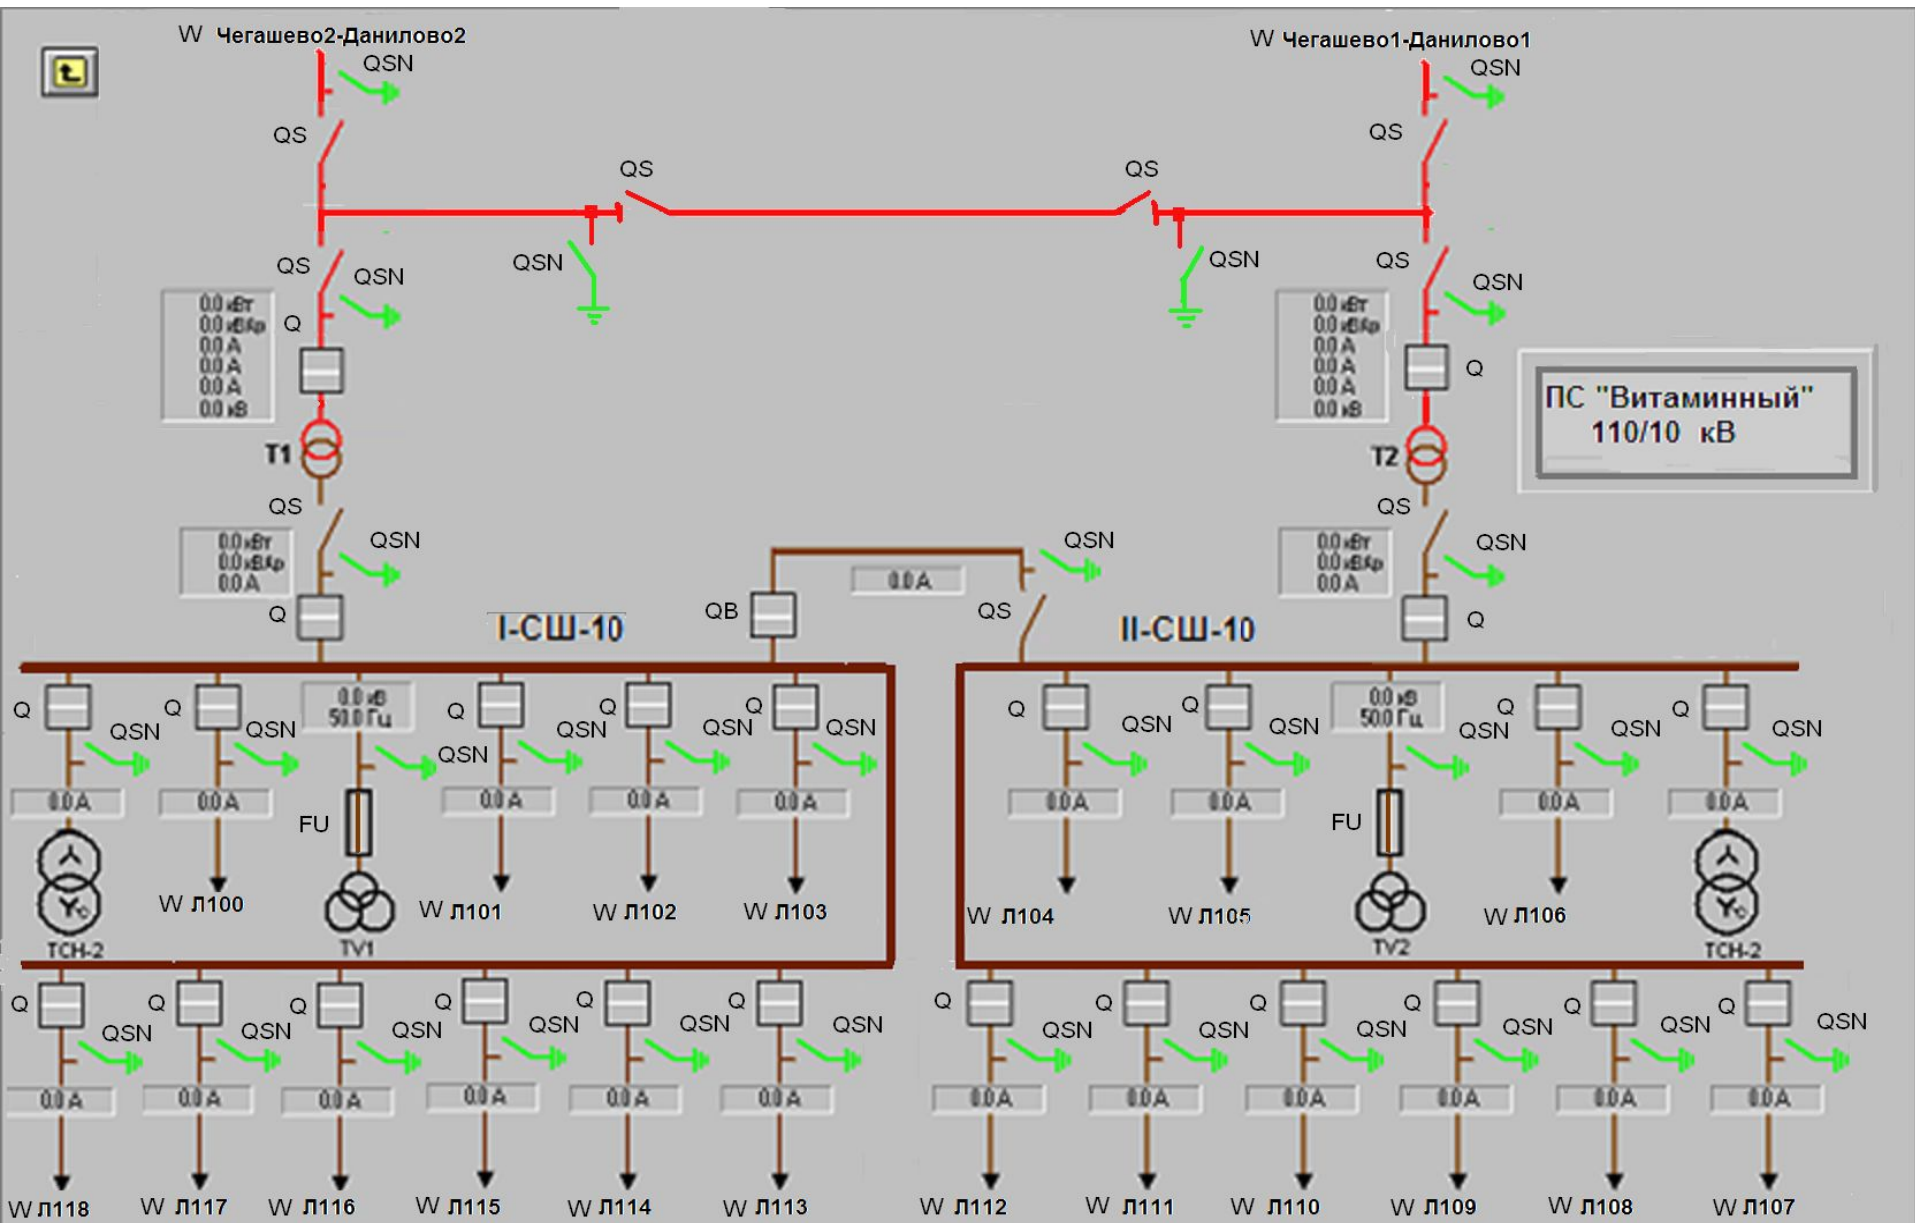 W Чегашево2-Данилово2
W Чегашево1-Данилово1
QSN
QSN
QS
QS
QS
QS
QSN
QSN
QS
QSN
QS
QSN
0.0 кВт
0.0 кВАр
0.0 А
0.0 А
0.0 А
0.0 кВ
Q
0.0 кВт
0.0 кВАр
0.0 А
0.0 А
0.0 А
0.0 кВ
Q
ПС "Витаминный"
110/10 кВ
Т1
Т2
QS
QS
QSN
QSN
QSN
0.0 кВт
0.0 кВАр
0.0 А
0.0 А
0.0 кВт
0.0 кВАр
0.0 А
Q
QB
QS
Q
I-СШ-10
II-СШ-10
Q
Q
0.0 кВ
50.0 Гц
Q
Q
Q
Q
Q
0.0 кВ
50.0 Гц
Q
Q
QSN
QSN
QSN
QSN
QSN
QSN
QSN
QSN
QSN
QSN
QSN
0.0 А
0.0 А
0.0 А
0.0 А
0.0 А
0.0 А
0.0 А
0.0 А
0.0 А
FU
FU
W Л100
W Л101
W Л102
W Л103
W Л104
W Л105
W Л106
ТСН-2
TV1
TV2
ТСН-2
Q
Q
Q
Q
Q
Q
Q
Q
Q
Q
Q
Q
QSN
QSN
QSN
QSN
QSN
QSN
QSN
QSN
QSN
QSN
QSN
QSN
0.0 А
0.0 А
0.0 А
0.0 А
0.0 А
0.0 А
0.0 А
0.0 А
0.0 А
0.0 А
0.0 А
0.0 А
W Л118
W Л117
W Л116
W Л115
W Л114
W Л113
W Л112
W Л111
W Л110
W Л109
W Л108
W Л107